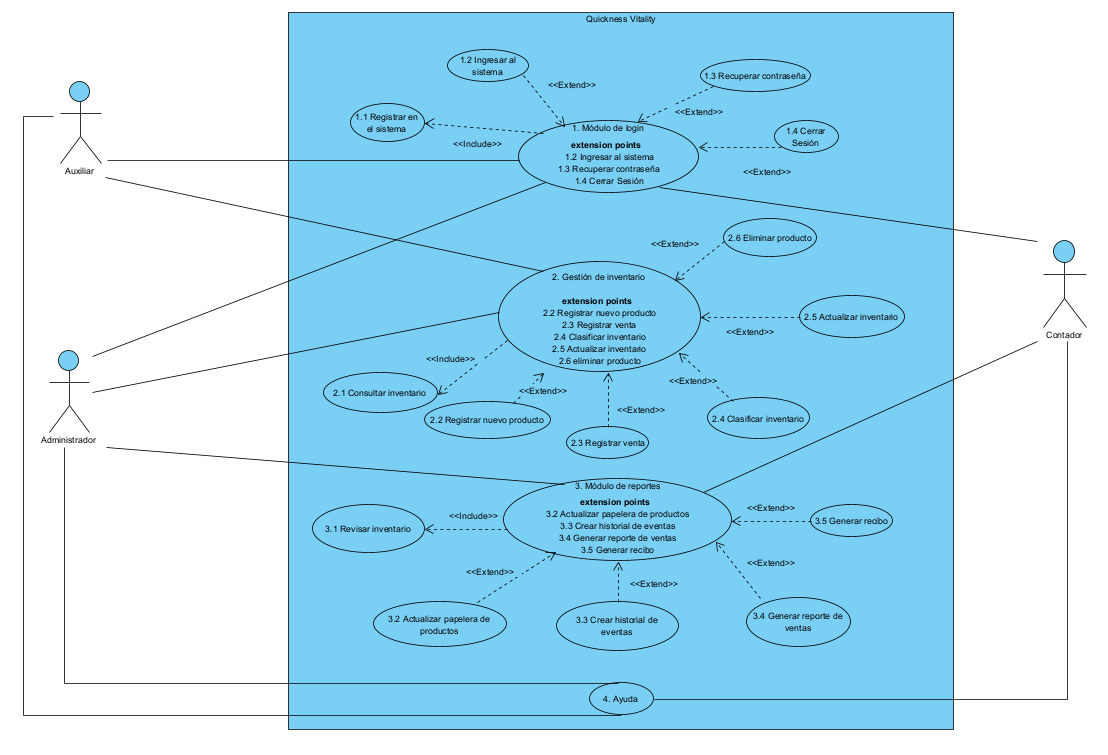 Quickness Vitality
1.2 Ingresar al
sistema
<<Extend>>
1.3 Recuperar contraseña
<<Extend>>
1.1 Registrar en
el sistema
<<Include>>
1. Módulo de login
extension points
1.2 Ingresar al sistema
1.3 Recuperar contraseña
1.4 Cerrar Sesión
1.4 Cerrar
Sesión
<<Extend>>
Auxiliar
2.6 Eliminar producto
<<Extend>>
2. Gestión de inventario
extension points
2.2 Registrar nuevo producto
2.3 Registrar venta
2.4 Clasificar inventario
2.5 Actualizar inventario
2.6 eliminar producto
2.5 Actualizar inventario
<<Extend>>
Contador
<<Include>>
2.1 Consultar inventario
<<Extend>>
2.2 Registrar nuevo producto
<<Extend>>
2.3 Registrar venta
<<Extend>>
2.4 Clasificar inventario
Administrador
3. Módulo de reportes
extension points
3.2 Actualizar papelera de productos
3.3 Crear historial de eventas
3.4 Generar reporte de ventas
3.5 Generar recibo
<<Include>>
3.1 Revisar inventario
<<Extend>>
3.5 Generar recibo
<<Extend>>
3.2 Actualizar papelera de
productos
<<Extend>>
3.3 Crear historial de
eventas
<<Extend>>
3.4 Generar reporte de
ventas
4. Ayuda